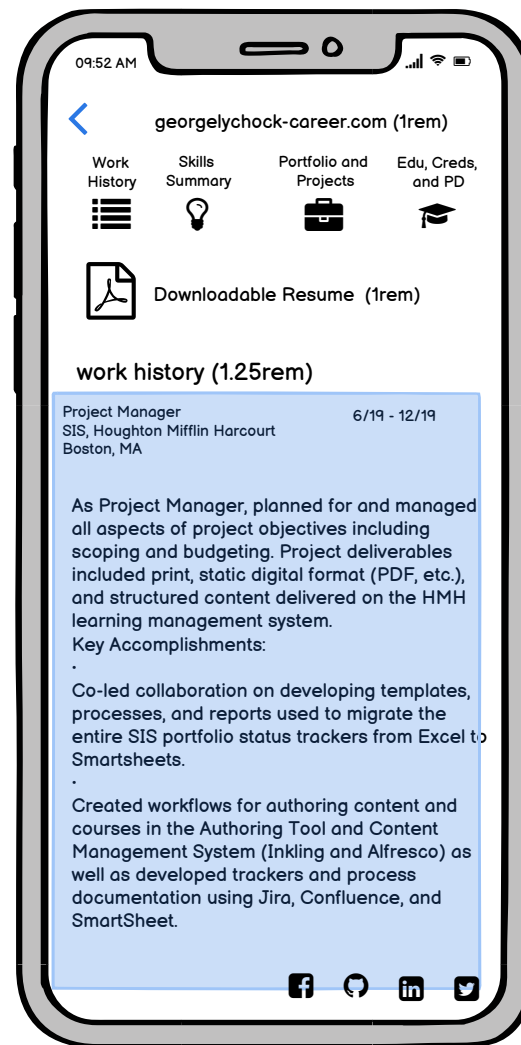 09:52 AM
georgelychock-career.com (1rem)
Work
History
Skills
Summary
Portfolio and
Projects
Edu, Creds,
and PD
Downloadable Resume (1rem)
work history (1.25rem)
Project Manager
6/19 - 12/19
SIS, Houghton Mifflin Harcourt
Boston, MA
As Project Manager, planned for and managed
all aspects of project objectives including
scoping and budgeting. Project deliverables
included print, static digital format (PDF, etc.),
and structured content delivered on the HMH
learning management system.
Key Accomplishments:
·
Co-led collaboration on developing templates,
processes, and reports used to migrate the
entire SIS portfolio status trackers from Excel to
Smartsheets.
·
Created workflows for authoring content and
courses in the Authoring Tool and Content
Management System (Inkling and Alfresco) as
well as developed trackers and process
documentation using Jira, Confluence, and
SmartSheet.